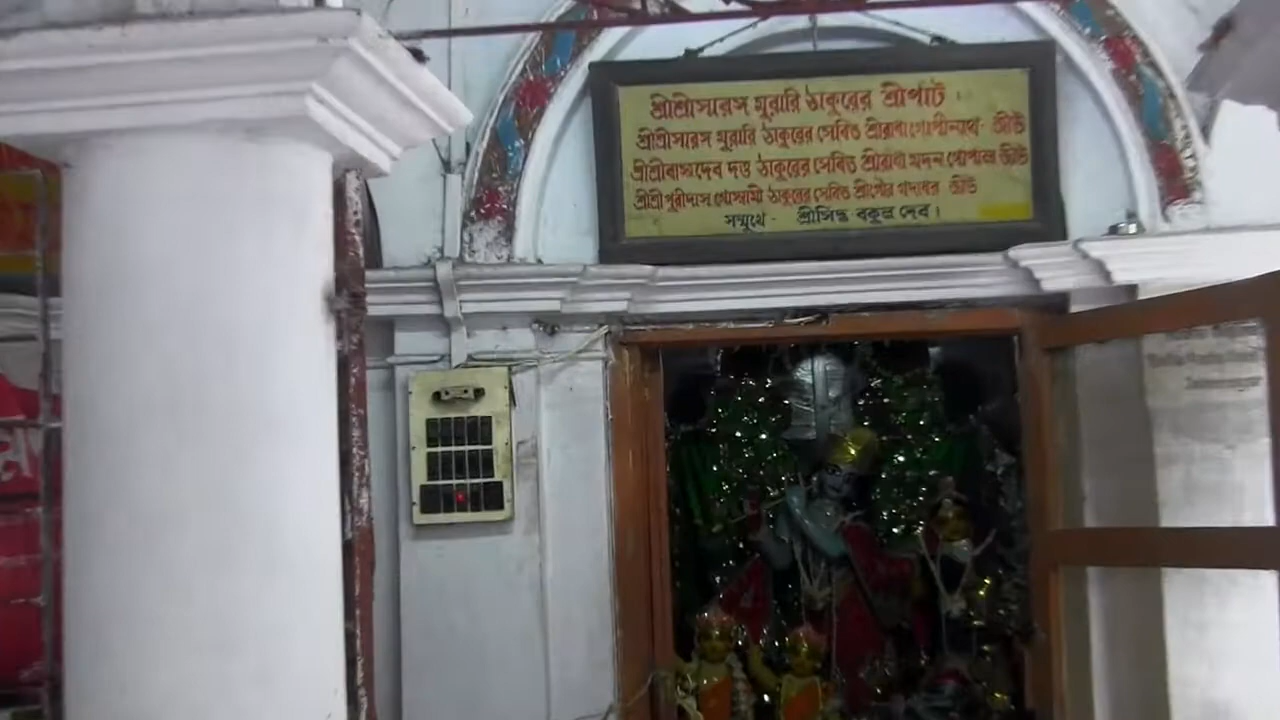 শ্রীশ্রীসারঙ্গ মুরারি ঠাকুরের শ্রীপাট ।
শ্রীশ্রীসারঙ্গ মুরারি ঠাকুরের সেবিত শ্রীরাধাগোপীনাথ জীউ
শ্রীশ্রীবাসুদেব দত্ত ঠাকুরের সেবিত শ্রীরাধা মদন গোপাল জীউ
শ্রীশ্রী গোস্বামী ঠাকুরের সেবিত শ্রীগৌর গদাধর জীউ
সম্মুখে - শ্রীসিদ্ধ বকুল দেব ।